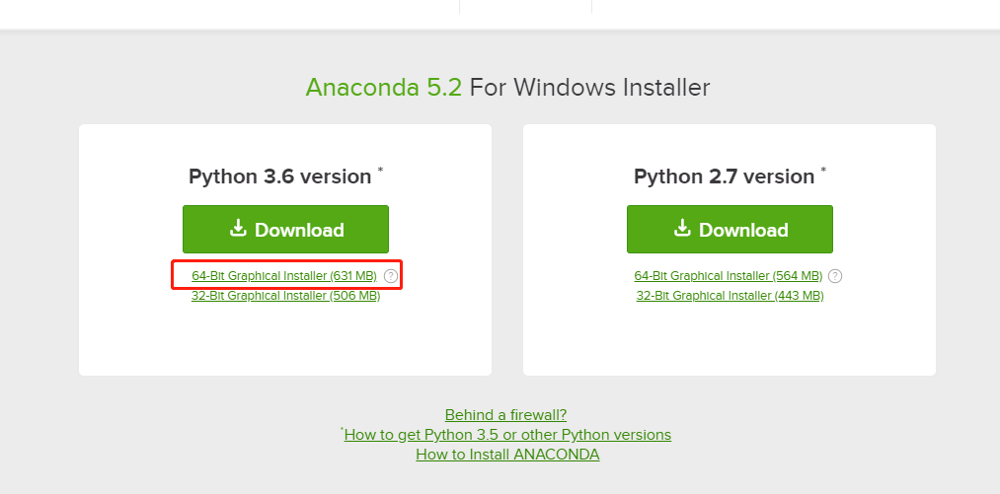 Anaconda 5.2 For Windows Installer
Python 3.6 version *
Download
64-Bit Graphical Installer (631 MB) ?
32-Bit Graphical Installer (506 MB)
Python 2.7 version *
Download
64-Bit Graphical Installer (564 MB) ?
32-Bit Graphical Installer (443 MB)
Behind a firewall?
*How to get Python 3.5 or other Python versions
How to Install ANACONDA